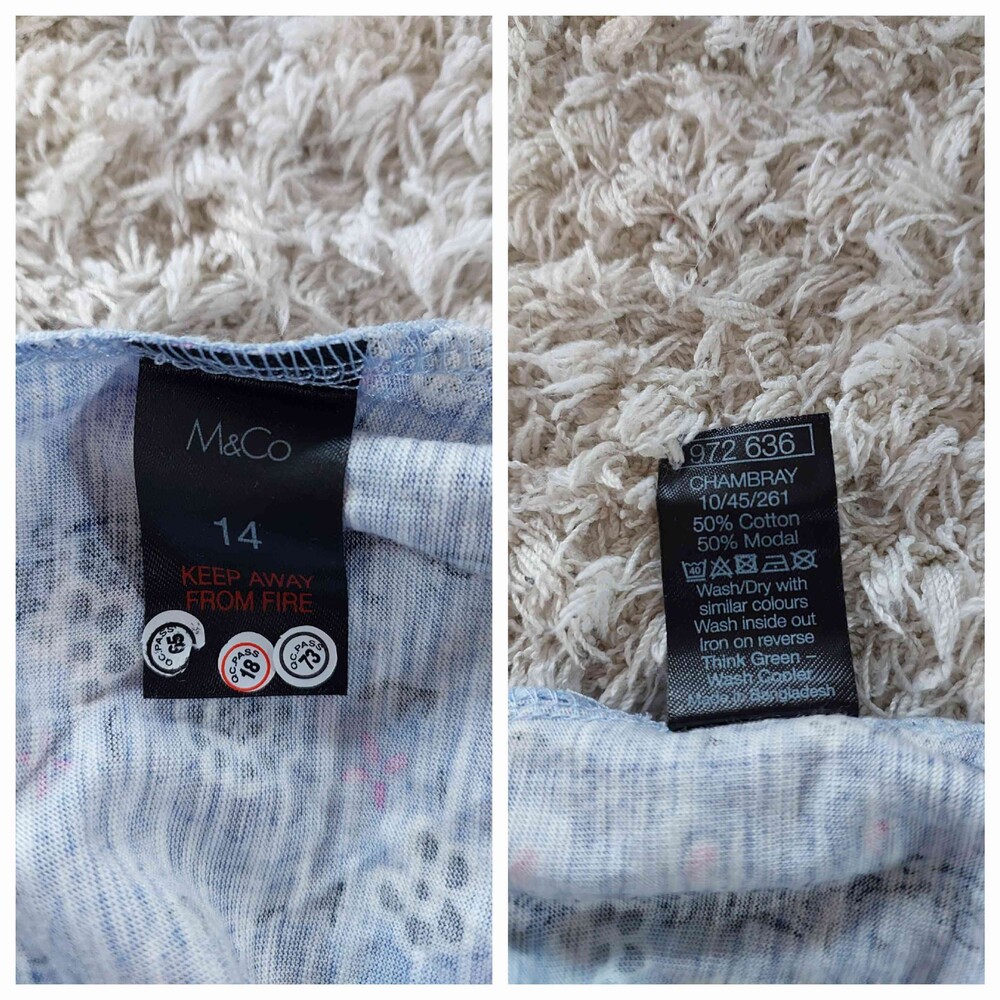 M&Co
14
KEEP AWAY
FROM FIRE
QC.PASS
65
QC.PASS
18
QC.PASS
73
972 636
CHAMBRAY
10/45/261
50% Cotton
50% Modal
40
Wash/Dry with
similar colours
Wash inside out
Iron on reverse
Think Green –
Wash Cooler
Made in Bangladesh